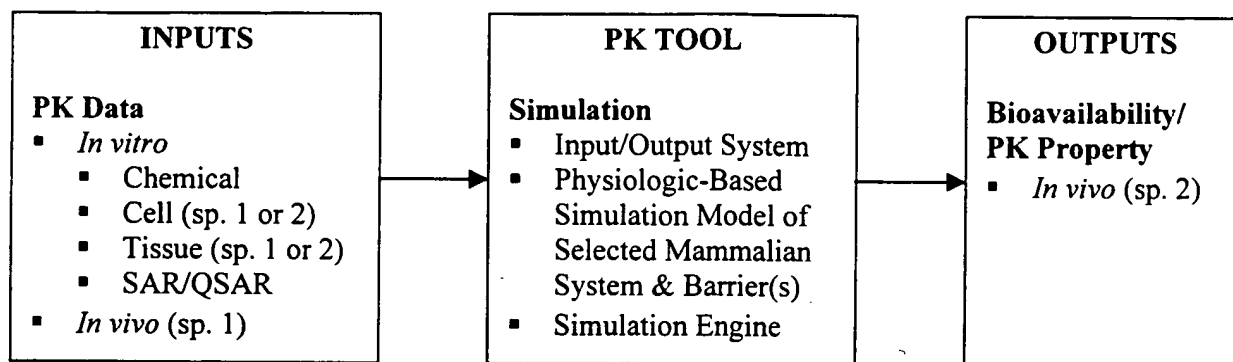 INPUTS
PK Data
▪ In vitro
▪ Chemical
▪ Cell (sp. 1 or 2)
▪ Tissue (sp. 1 or 2)
▪ SAR/QSAR
▪ In vivo (sp. 1)
PK TOOL
Simulation
▪ Input/Output System
▪ Physiologic-Based
Simulation Model of
Selected Mammalian
System & Barrier(s)
▪ Simulation Engine
OUTPUTS
Bioavailability/
PK Property
▪ In vivo (sp. 2)